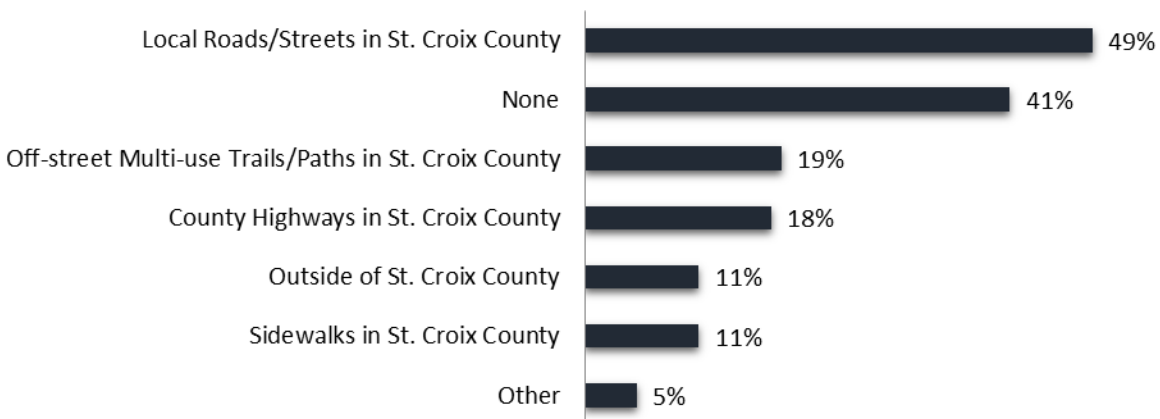 Local Roads/Streets in St. Croix County 49%
None 41%
Off-street Multi-use Trails/Paths in St. Croix County 19%
County Highways in St. Croix County 18%
Outside of St. Croix County 11%
Sidewalks in St. Croix County 11%
Other 5%